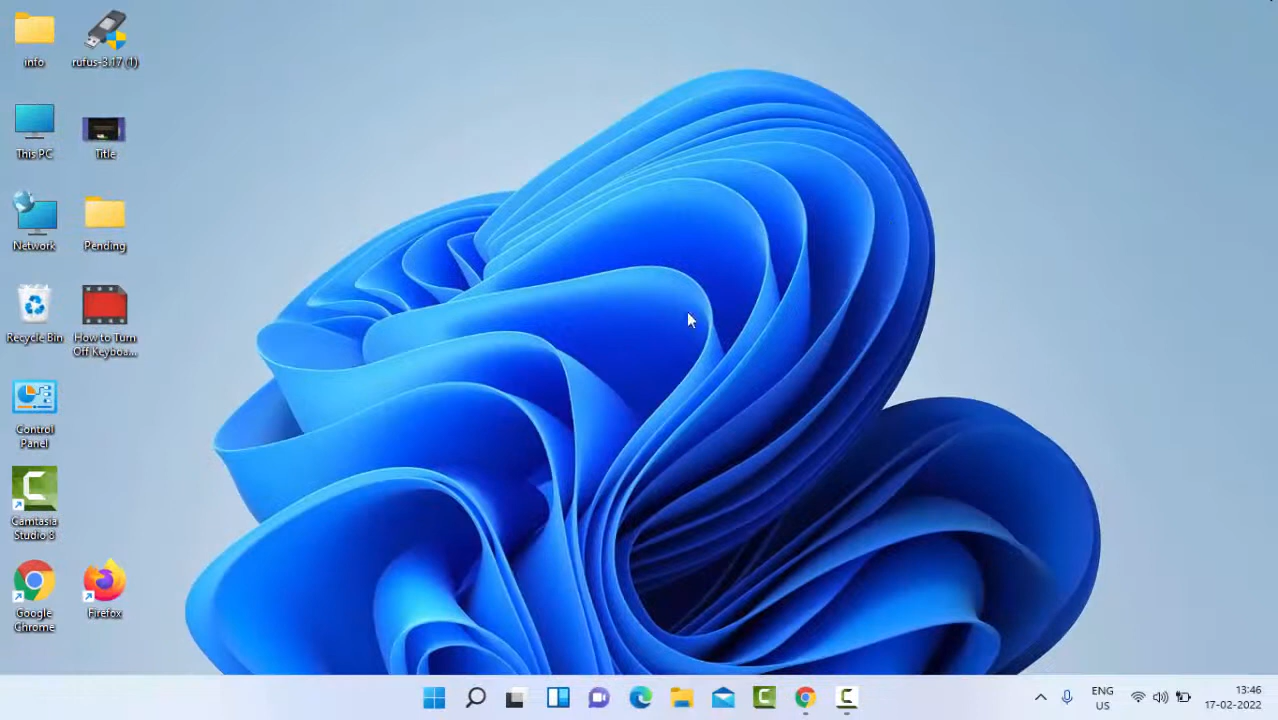 info
rufus-3.17 (1)
This PC
Title
Network
Pending
Recycle Bin
How to Turn
Off Keyboa...
Control
Panel
Camtasia
Studio 8
Google
Chrome
Firefox
ENG
US
13:46
17-02-2022